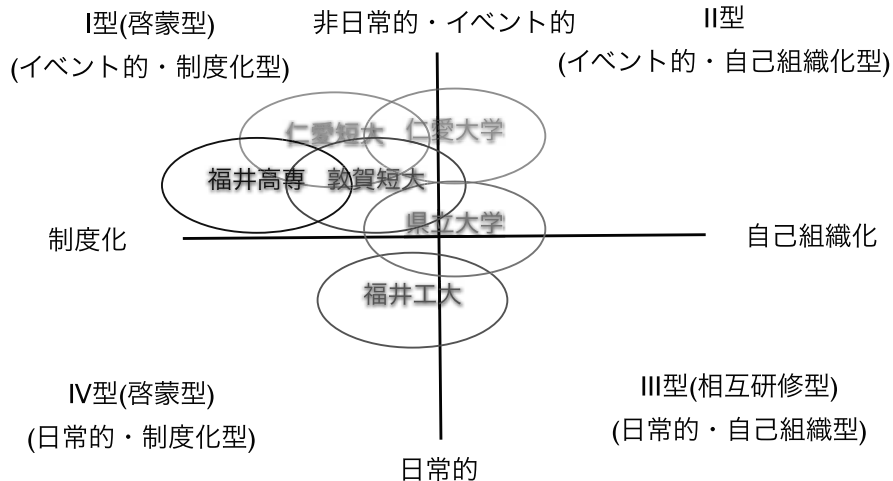 I型(啓蒙型)
(イベント的・制度化型)
非日常的・イベント的
II型
(イベント的・自己組織化型)
仁愛短大
仁愛大学
福井高専
敦賀短大
県立大学
制度化
自己組織化
福井工大
IV型(啓蒙型)
(日常的・制度化型)
III型(相互研修型)
(日常的・自己組織型)
日常的